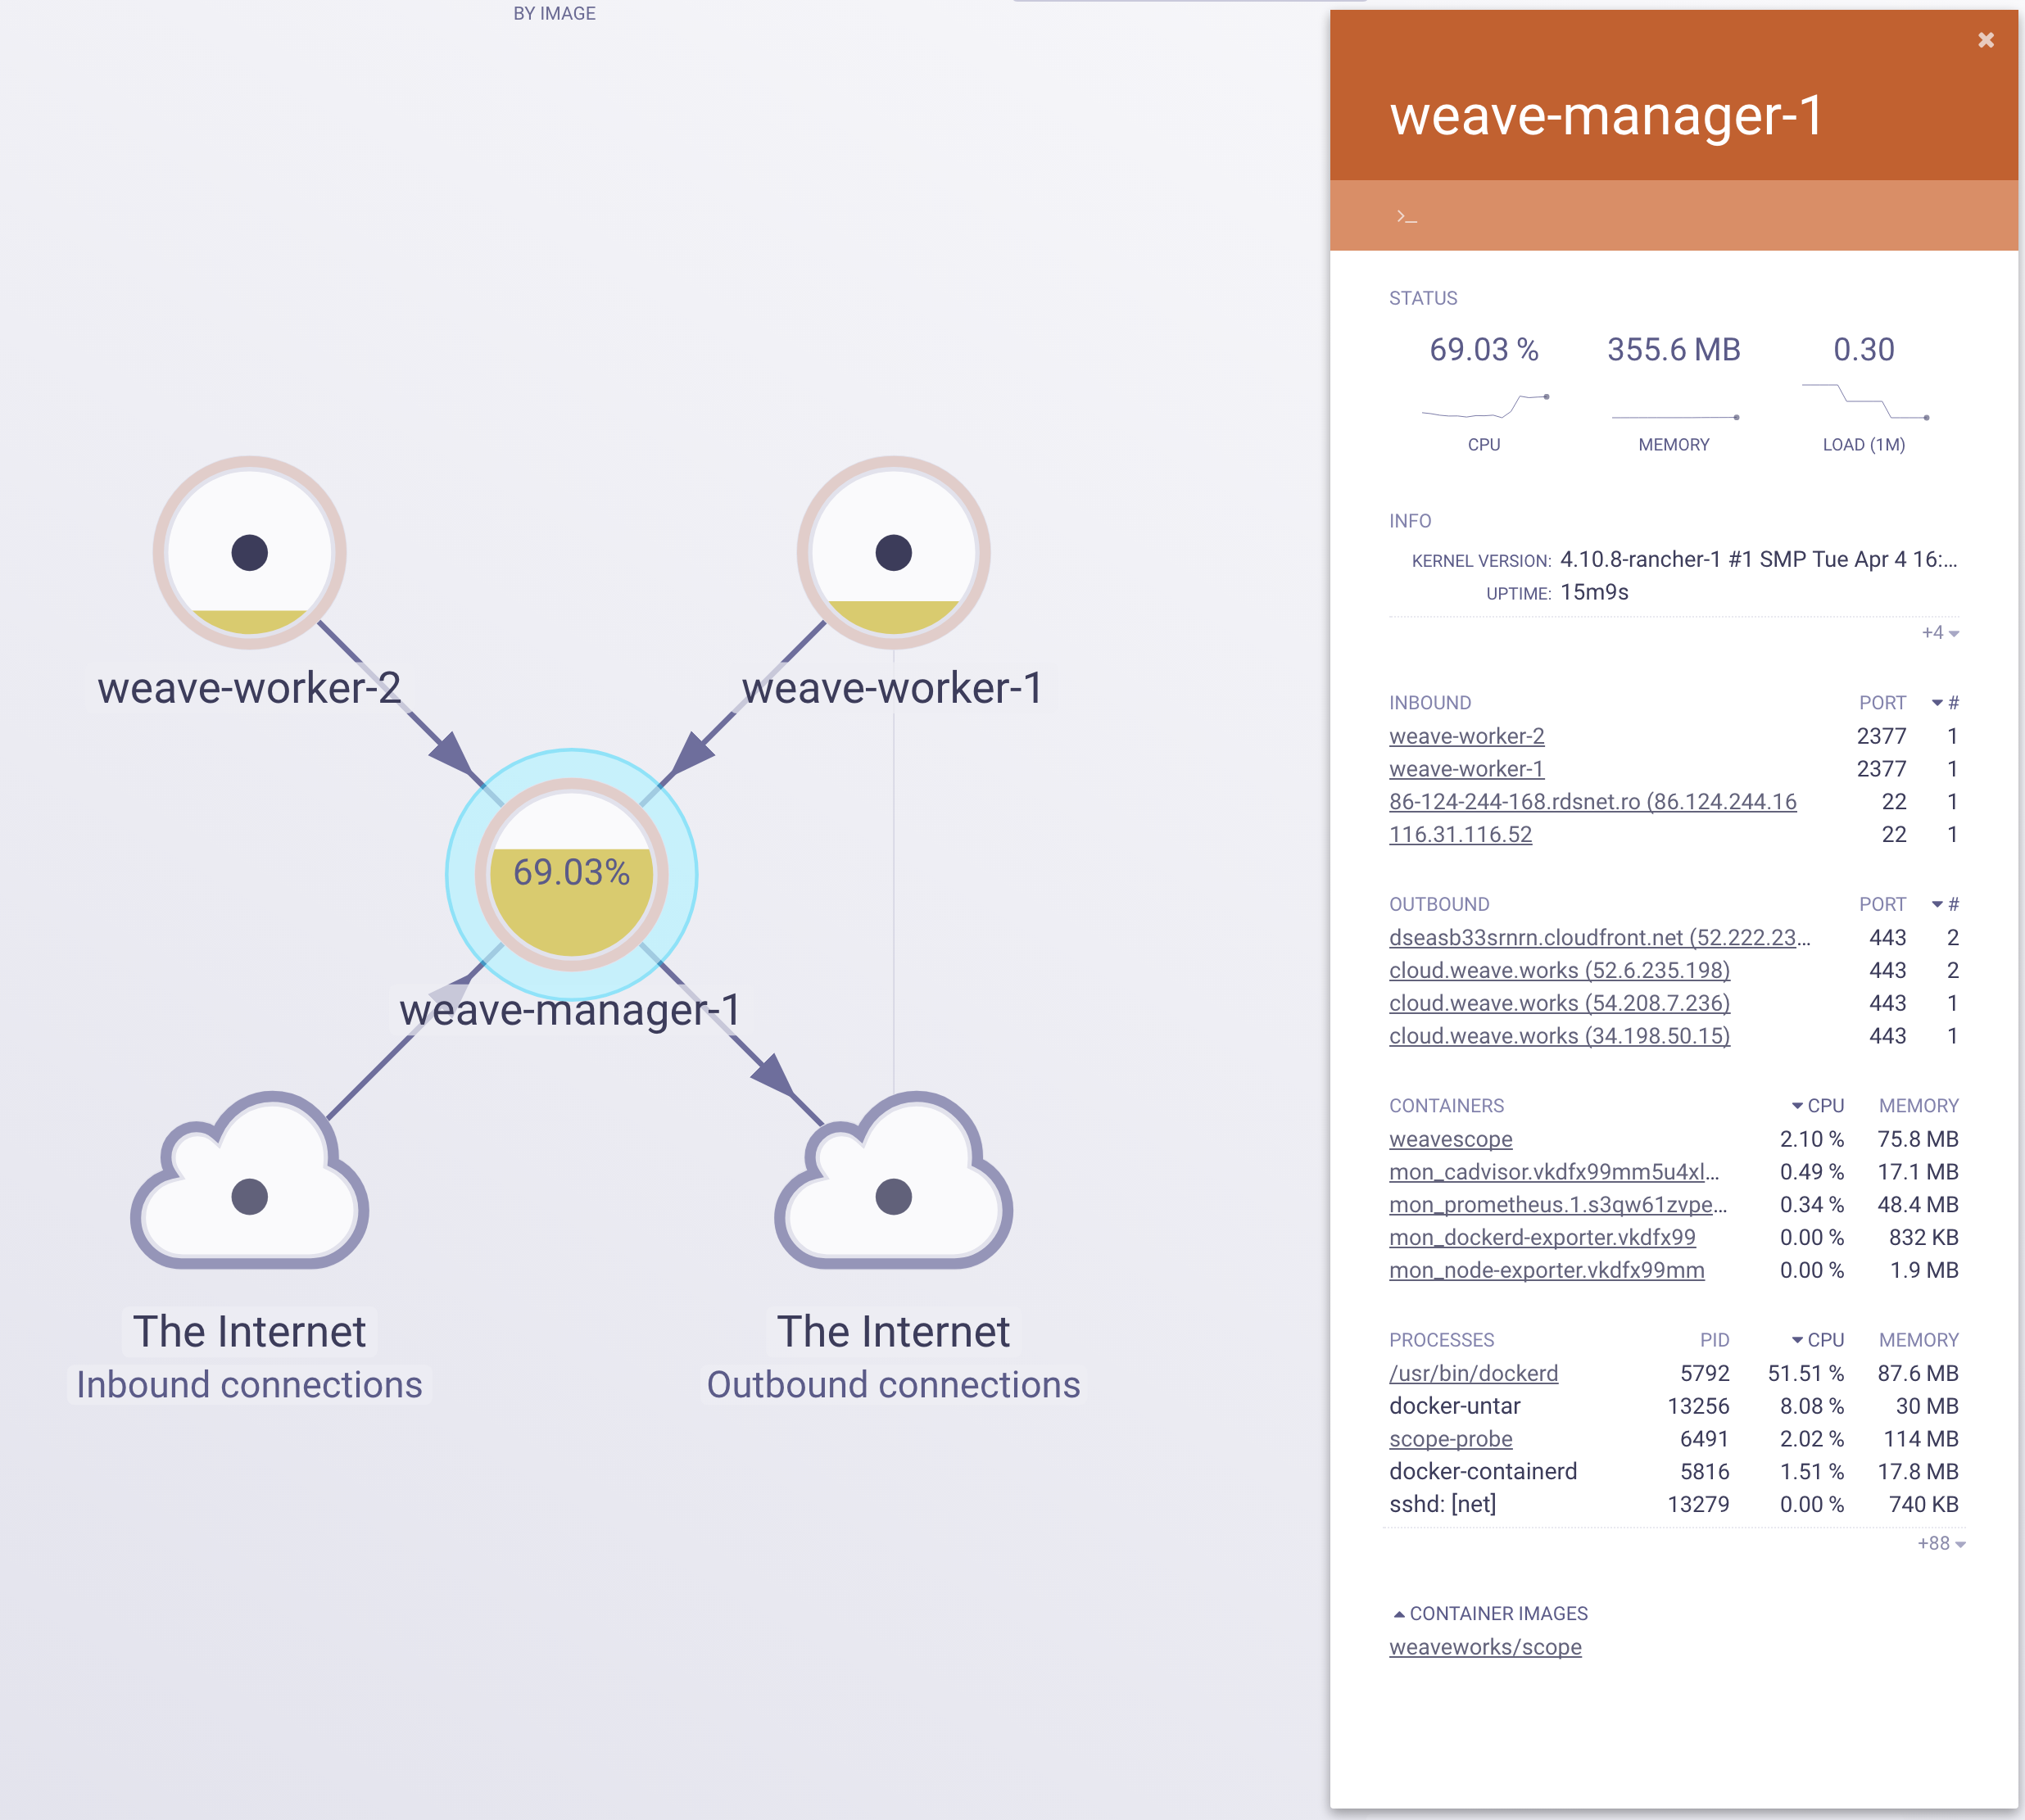 BY IMAGE
weave-worker-2
weave-worker-1
69.03%
weave-manager-1
The Internet
Inbound connections
The Internet
Outbound connections
weave-manager-1
>_
STATUS
69.03 % 355.6 MB 0.30
CPU MEMORY LOAD (1M)
INFO
KERNEL VERSION: 4.10.8-rancher-1 #1 SMP Tue Apr 4 16:...
UPTIME: 15m9s
+4
INBOUND PORT #
weave-worker-2 2377 1
weave-worker-1 2377 1
86-124-244-168.rdsnet.ro (86.124.244.16 22 1
116.31.116.52 22 1
OUTBOUND PORT #
dseasb33srnrn.cloudfront.net (52.222.23... 443 2
cloud.weave.works (52.6.235.198) 443 2
cloud.weave.works (54.208.7.236) 443 1
cloud.weave.works (34.198.50.15) 443 1
CONTAINERS CPU MEMORY
weavescope 2.10 % 75.8 MB
mon_cadvisor.vkdfx99mm5u4xl... 0.49 % 17.1 MB
mon_prometheus.1.s3qw61zvpe... 0.34 % 48.4 MB
mon_dockerd-exporter.vkdfx99 0.00 % 832 KB
mon_node-exporter.vkdfx99mm 0.00 % 1.9 MB
PROCESSES PID CPU MEMORY
/usr/bin/dockerd 5792 51.51 % 87.6 MB
docker-untar 13256 8.08 % 30 MB
scope-probe 6491 2.02 % 114 MB
docker-containerd 5816 1.51 % 17.8 MB
sshd: [net] 13279 0.00 % 740 KB
+88
CONTAINER IMAGES
weaveworks/scope